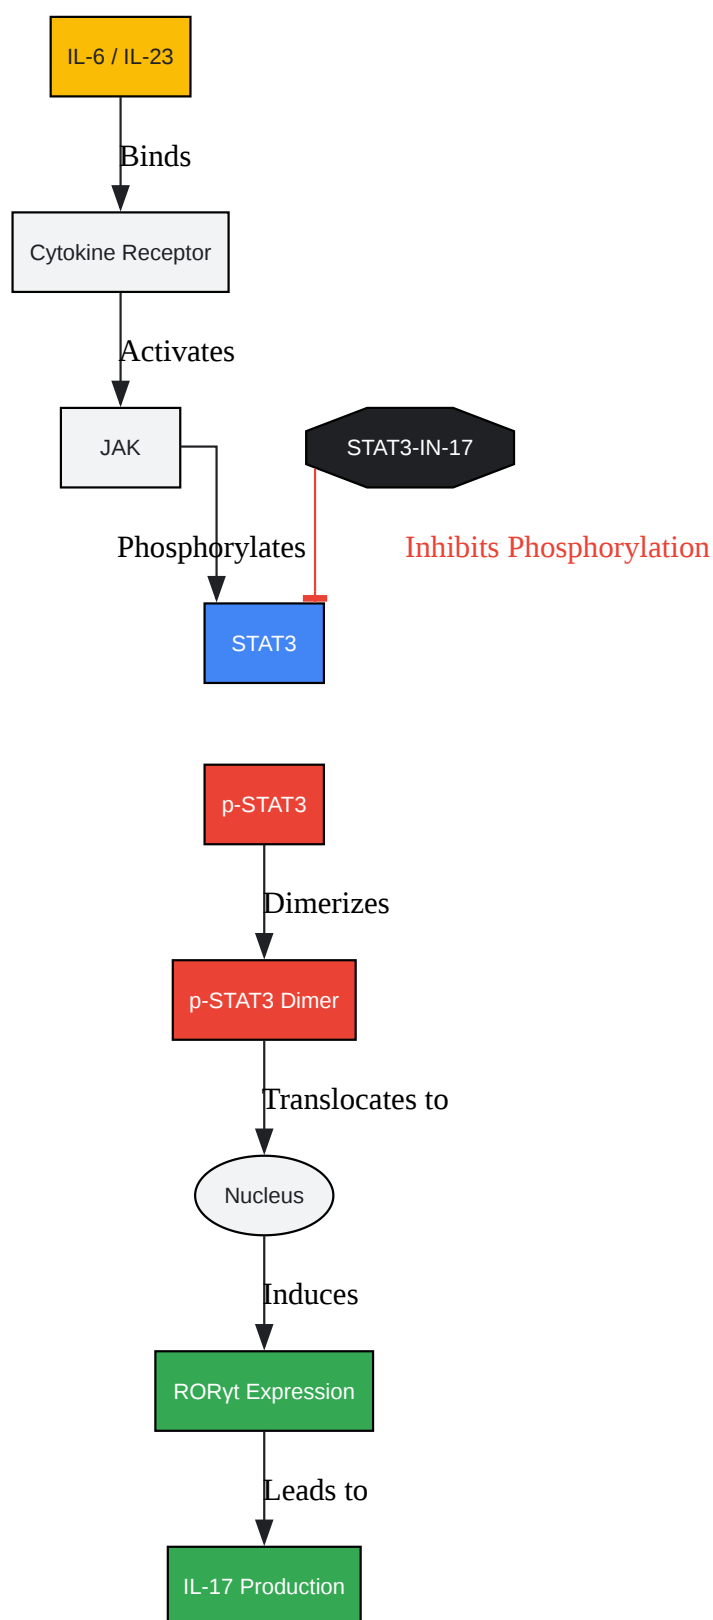 IL-6 / IL-23
Binds
Cytokine Receptor
Activates
JAK
STAT3-IN-17
Phosphorylates
Inhibits Phosphorylation
STAT3
p-STAT3
Dimerizes
p-STAT3 Dimer
Translocates to
Nucleus
Induces
RORγt Expression
Leads to
IL-17 Production